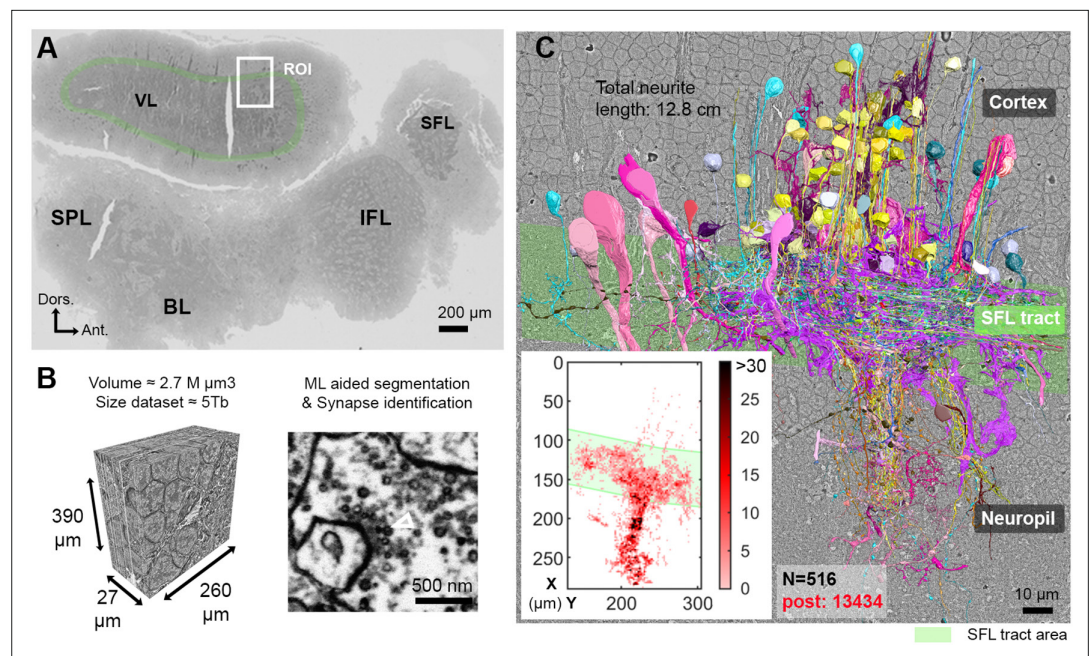 A
ROI
VL
SFL
SPL
IFL
BL
Dors.
Ant.
200 µm
B
Volume ≈ 2.7 M µm3
Size dataset ≈ 5Tb
390
µm
27
µm
260
µm
ML aided segmentation
& Synapse identification
500 nm
C
Total neurite
length: 12.8 cm
Cortex
SFL tract
Neuropil
0
50
100
150
200
250
X
(µm) Y
200
300
>30
25
20
15
10
5
0
N=516
post: 13434
10 µm
SFL tract area